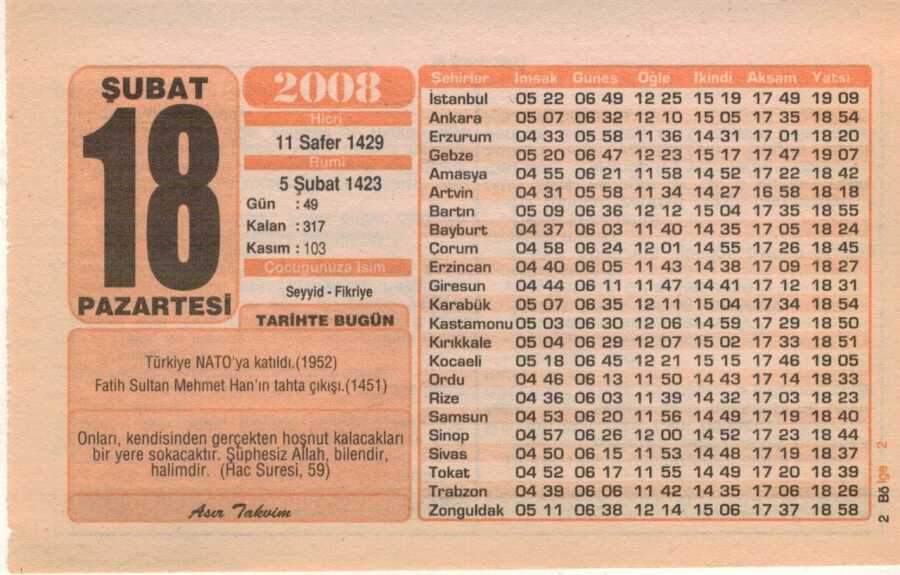 ŞUBAT
18
PAZARTESİ
2008
Hicri
11 Safer 1429
Rumi
5 Şubat 1423
Gün : 49
Kalan : 317
Kasım : 103
Çocuğunuza İsim
Seyyid - Fikriye
TARİHTE BUGÜN
Türkiye NATO'ya katıldı.(1952)
Fatih Sultan Mehmet Han'ın tahta çıkışı.(1451)
Onları, kendisinden gerçekten hoşnut kalacakları
bir yere sokacaktır. Şüphesiz Allah, bilendir,
halimdir. (Hac Suresi, 59)
Asır Takvim
Şehirler İmsak Güneş Öğle İkindi Akşam Yatsı
İstanbul 05 22 06 49 12 25 15 19 17 49 19 09
Ankara 05 07 06 32 12 10 15 05 17 35 18 54
Erzurum 04 33 05 58 11 36 14 31 17 01 18 20
Gebze 05 20 06 47 12 23 15 17 17 47 19 07
Amasya 04 55 06 21 11 58 14 52 17 22 18 42
Artvin 04 31 05 58 11 34 14 27 16 58 18 18
Bartın 05 09 06 36 12 12 15 04 17 35 18 55
Bayburt 04 37 06 03 11 40 14 35 17 05 18 24
Çorum 04 58 06 24 12 01 14 55 17 26 18 45
Erzincan 04 40 06 05 11 43 14 38 17 09 18 27
Giresun 04 44 06 11 11 47 14 41 17 12 18 31
Karabük 05 07 06 35 12 11 15 04 17 34 18 54
Kastamonu 05 03 06 30 12 06 14 59 17 29 18 50
Kırıkkale 05 04 06 29 12 07 15 02 17 33 18 51
Kocaeli 05 18 06 45 12 21 15 15 17 46 19 05
Ordu 04 46 06 13 11 50 14 43 17 14 18 33
Rize 04 36 06 03 11 39 14 32 17 03 18 23
Samsun 04 53 06 20 11 56 14 49 17 19 18 40
Sinop 04 57 06 26 12 00 14 52 17 23 18 44
Sivas 04 50 06 15 11 53 14 48 17 19 18 37
Tokat 04 52 06 17 11 55 14 49 17 20 18 39
Trabzon 04 39 06 06 11 42 14 35 17 06 18 26
Zonguldak 05 11 06 38 12 14 15 06 17 37 18 58
2 Bölge 2